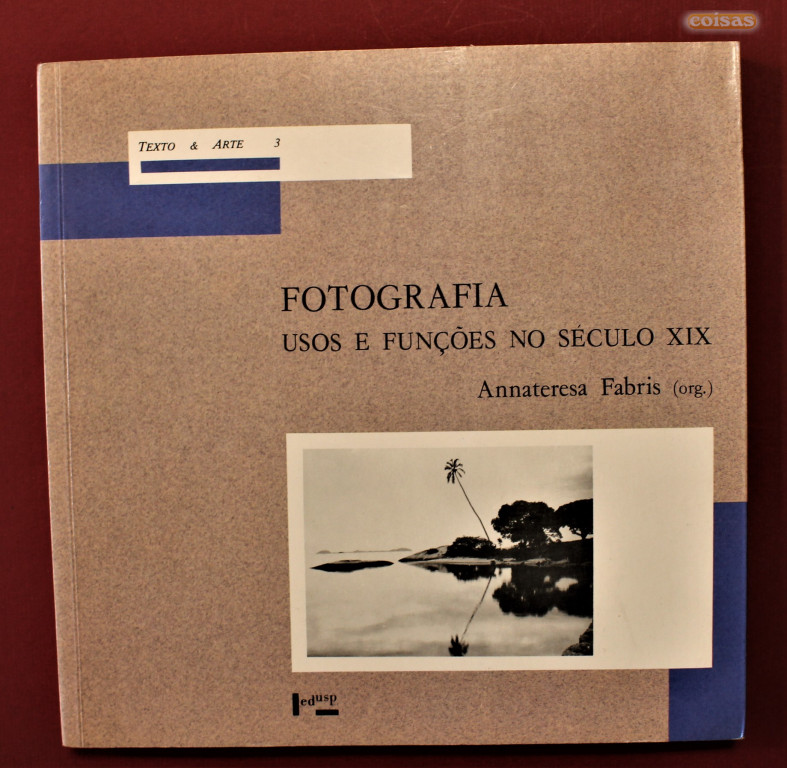 coisas
TEXTO & ARTE 3
FOTOGRAFIA
USOS E FUNÇÕES NO SÉCULO XIX
Annateresa Fabris (org.)
edusp